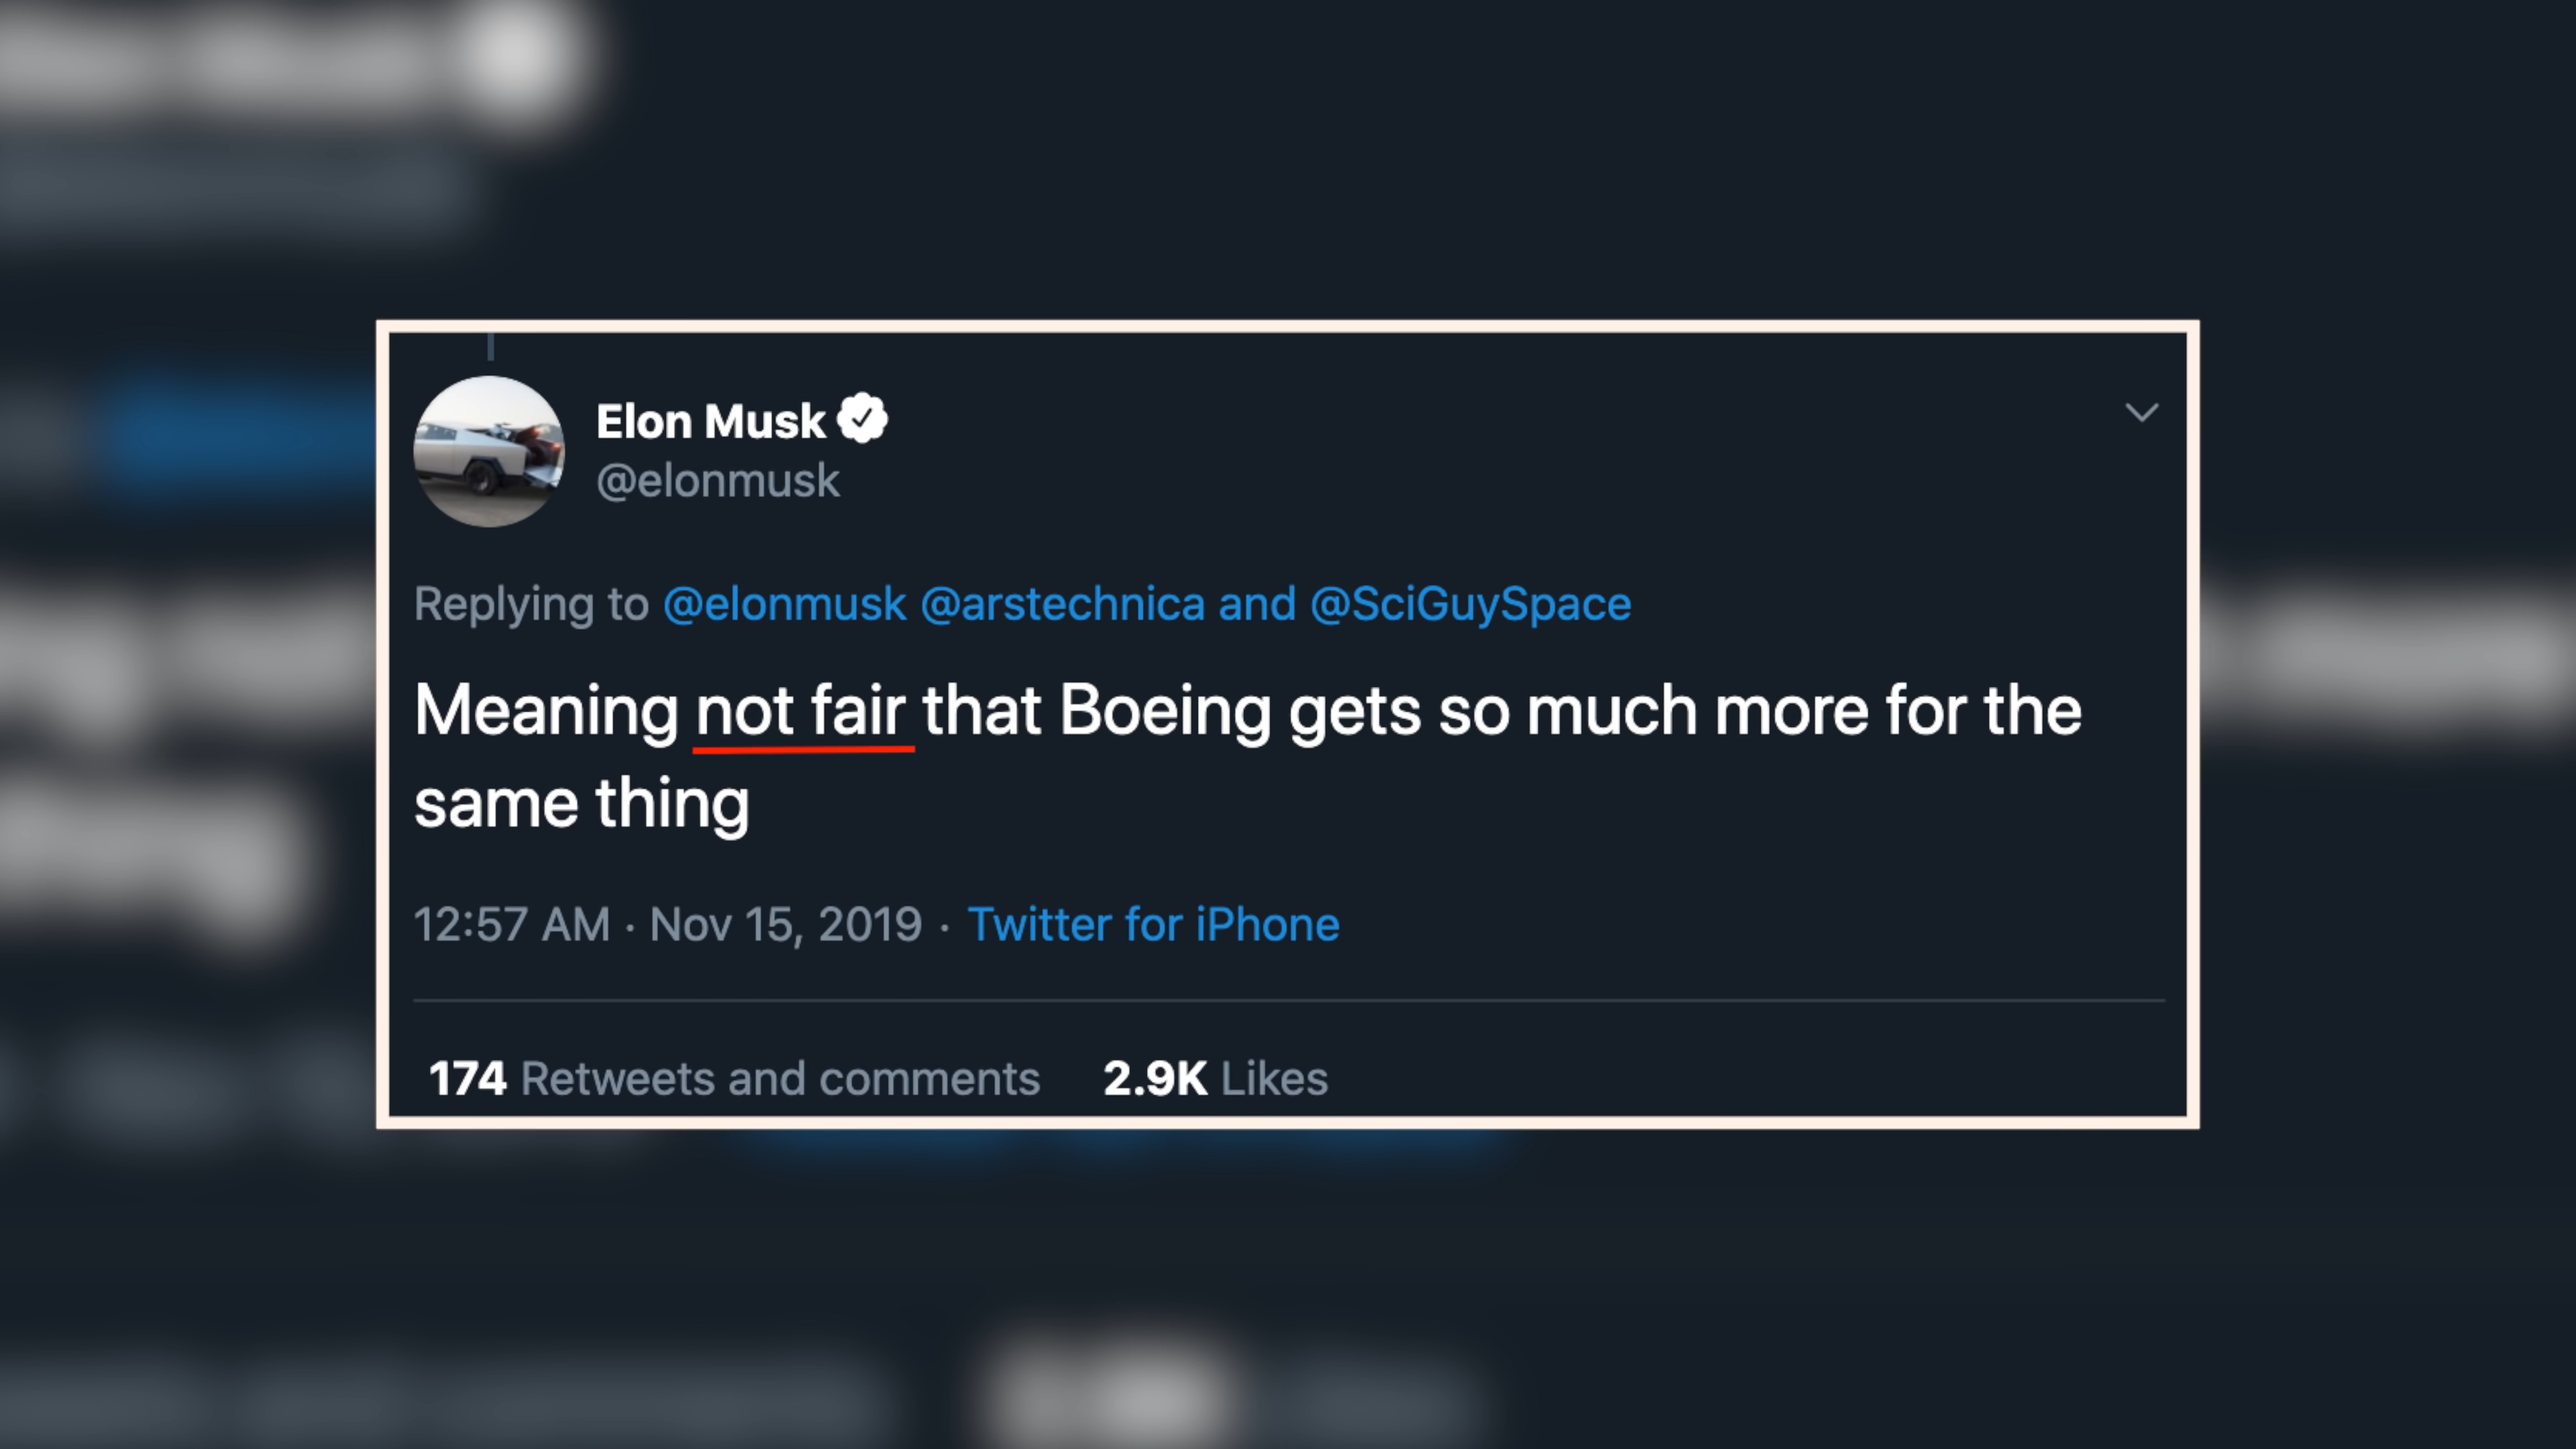 Elon Musk
@elonmusk
Replying to @elonmusk @arstechnica and @SciGuySpace
Meaning not fair that Boeing gets so much more for the
same thing
12:57 AM · Nov 15, 2019 · Twitter for iPhone
174 Retweets and comments 2.9K Likes